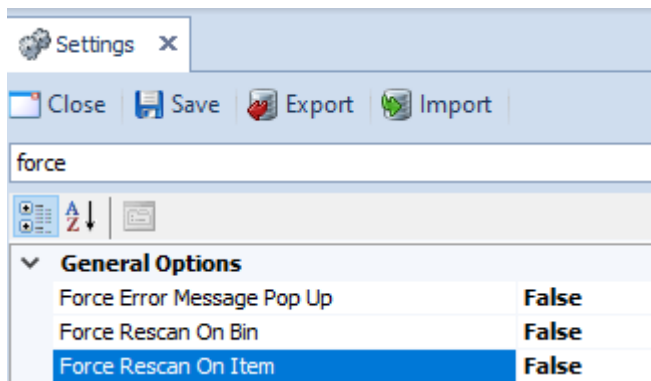 Settings
Close Save Export Import
force
General Options
Force Error Message Pop Up False
Force Rescan On Bin False
Force Rescan On Item False